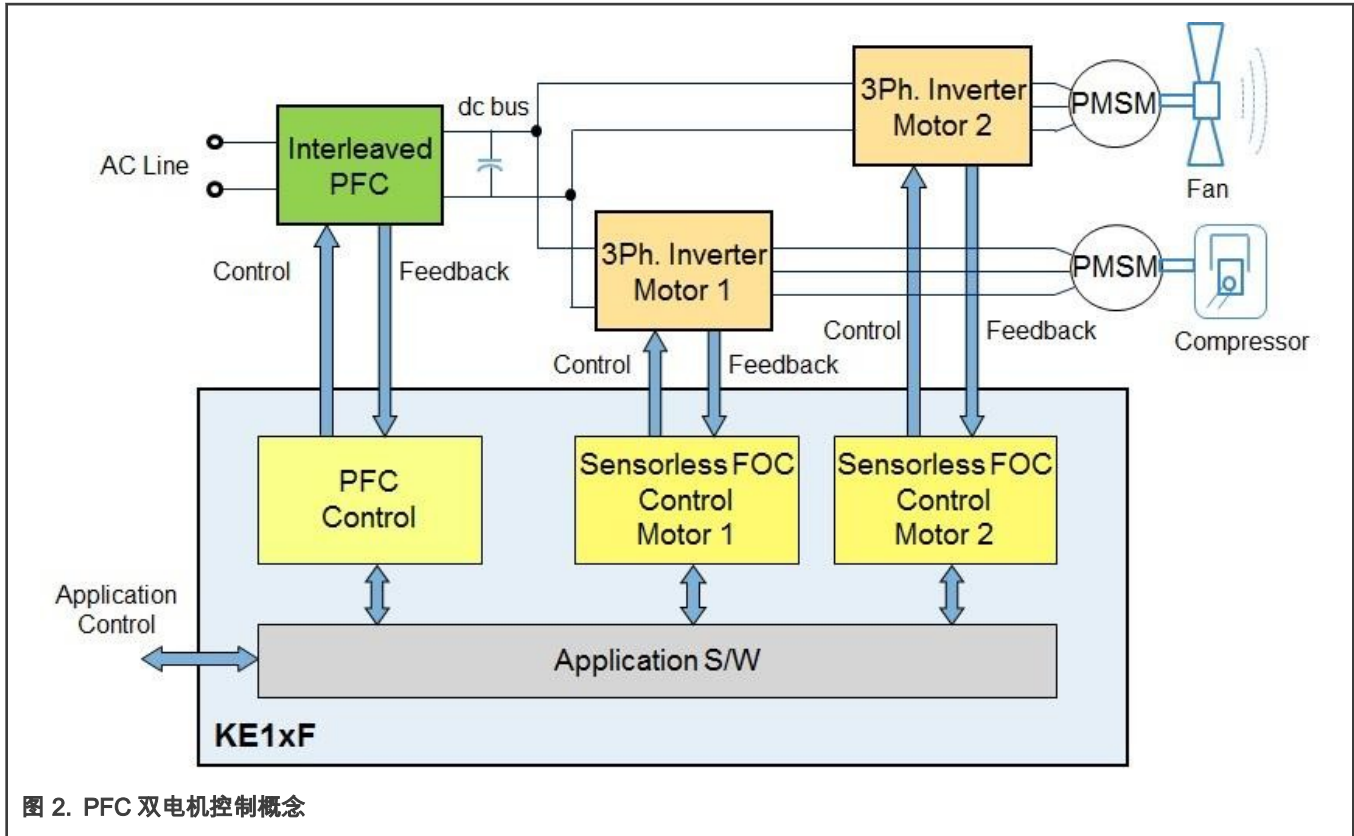 dc bus
3Ph. Inverter
Motor 2
PMSM
Fan
AC Line
Interleaved
PFC
3Ph. Inverter
Motor 1
PMSM
Compressor
Control
Feedback
Control
Feedback
Control
Feedback
PFC
Control
Sensorless FOC
Control
Motor 1
Sensorless FOC
Control
Motor 2
Application
Control
Application S/W
KE1xF
图 2. PFC 双电机控制概念